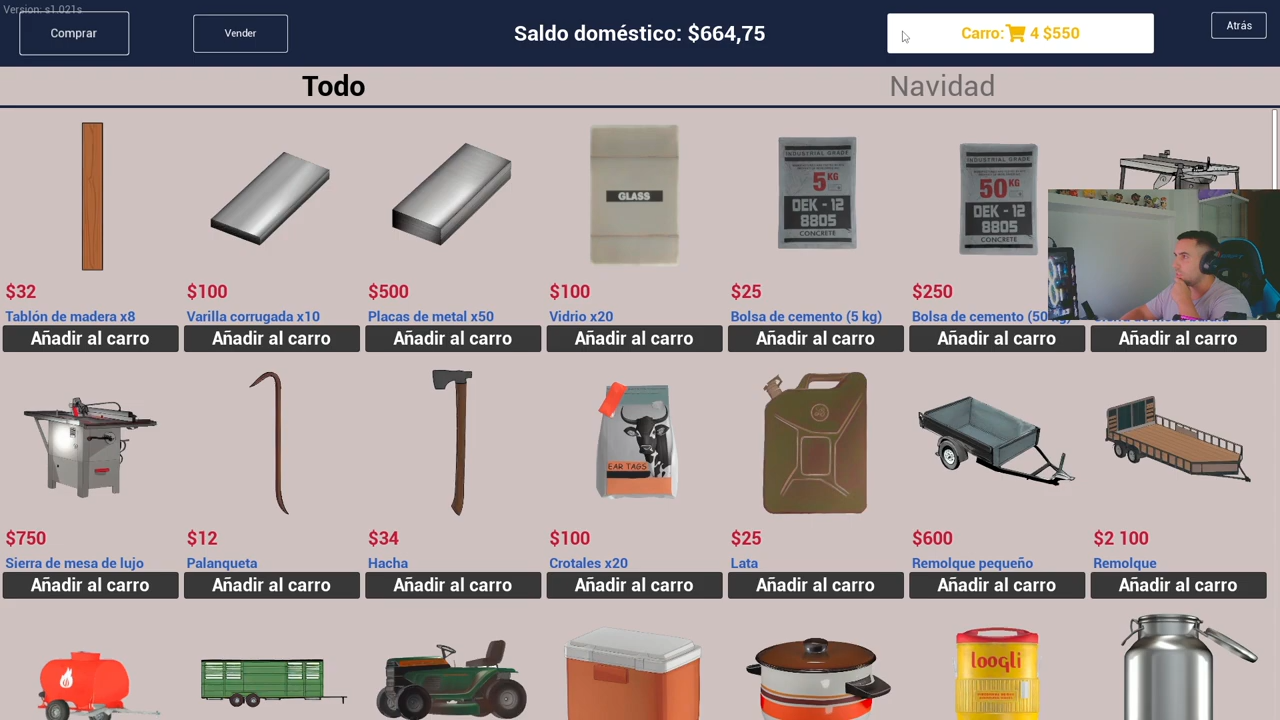 Version: s1.021s
Comprar
Vender
Saldo doméstico: $664,75
Carro: 4 $550
Atrás
Todo
Navidad
GLASS
INDUSTRIAL GRADE
5 KG
DEK - 12
8805
CONCRETE
INDUSTRIAL GRADE
50 KG
DEK - 12
8805
CONCRETE
$32
$100
$500
$100
$25
$250
Tablón de madera x8
Varilla corrugada x10
Placas de metal x50
Vidrio x20
Bolsa de cemento (5 kg)
Bolsa de cemento (50
Añadir al carro
Añadir al carro
Añadir al carro
Añadir al carro
Añadir al carro
Añadir al carro
Añadir al carro
EAR TAGS
$750
$12
$34
$100
$25
$600
$2 100
Sierra de mesa de lujo
Palanqueta
Hacha
Crotales x20
Lata
Remolque pequeño
Remolque
Añadir al carro
Añadir al carro
Añadir al carro
Añadir al carro
Añadir al carro
Añadir al carro
Añadir al carro
loogli